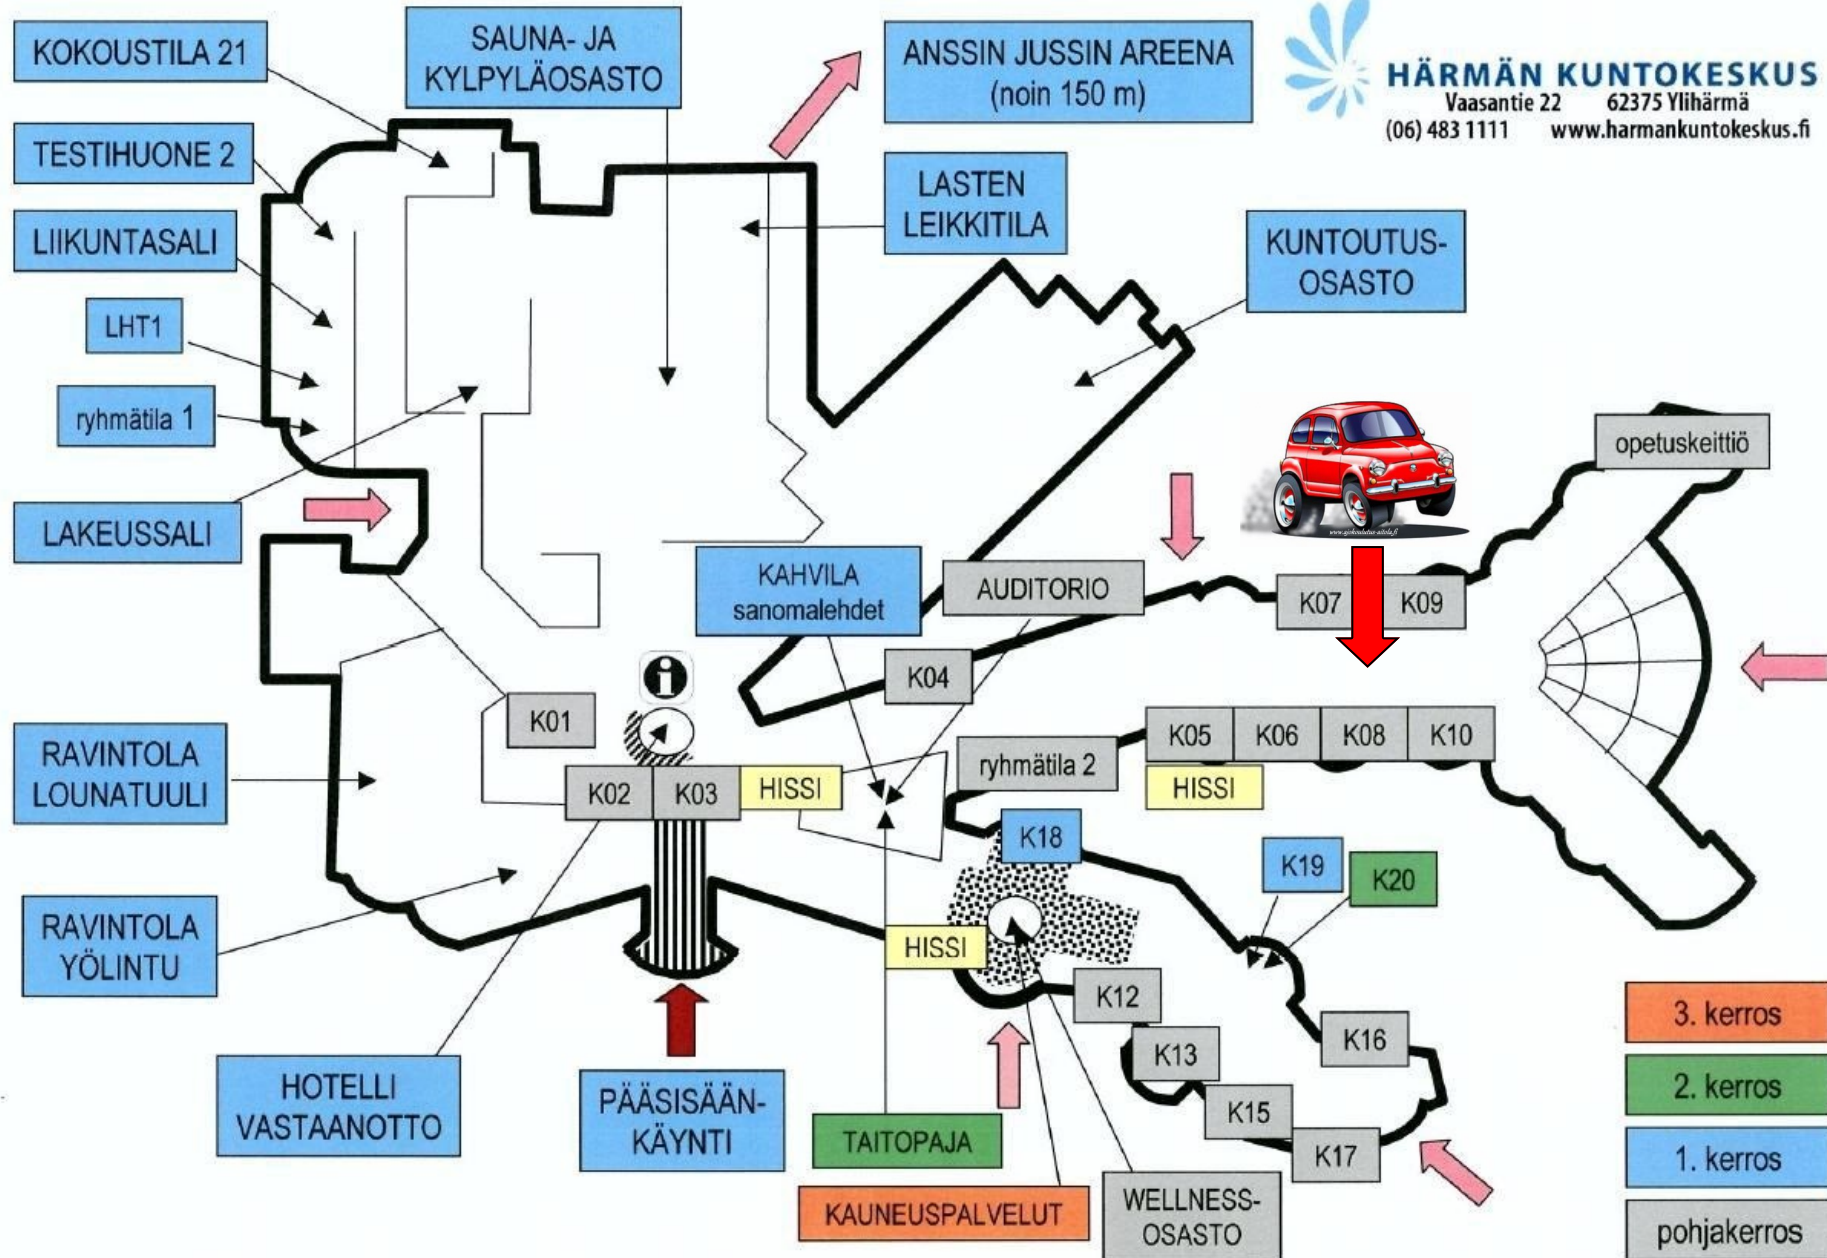 KOKOUSTILA 21
SAUNA- JA
KYLPYLÄOSASTO
ANSSIN JUSSIN AREENA
(noin 150 m)
HÄRMÄN KUNTOKESKUS
Vaasantie 22 62375 Ylihärmä
(06) 483 1111 www.harmankuntokeskus.fi
TESTIHUONE 2
LASTEN
LEIKKITILA
LIIKUNTASALI
KUNTOUTUS-
OSASTO
LHT1
ryhmätila 1
opetuskeittiö
LAKEUSSALI
www.ajokoulutus-aitola.fi
KAHVILA
sanomalehdet
AUDITORIO
K07
K09
K04
i
K01
K05
K06
K08
K10
RAVINTOLA
LOUNATUULI
ryhmätila 2
K02
K03
HISSI
HISSI
K18
K19
K20
RAVINTOLA
YÖLINTU
HISSI
K12
K13
K16
3. kerros
HOTELLI
VASTAANOTTO
PÄÄSISÄÄN-
KÄYNTI
K15
2. kerros
TAITOPAJA
K17
1. kerros
KAUNEUSPALVELUT
WELLNESS-
OSASTO
pohjakerros